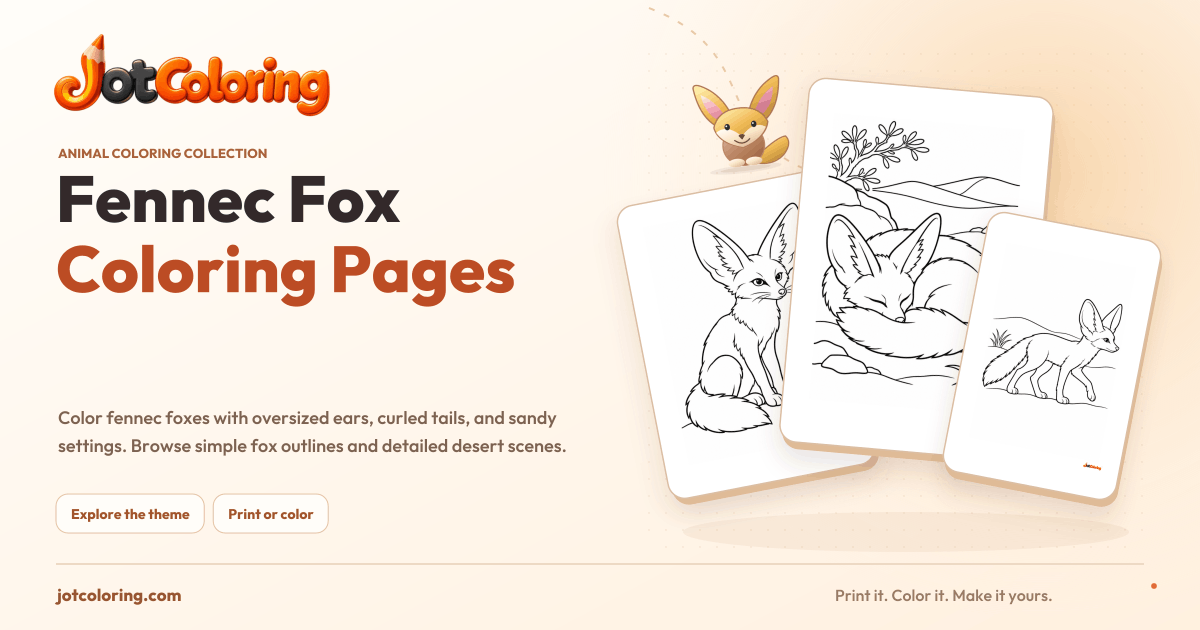 JotColoring
ANIMAL COLORING COLLECTION
Fennec Fox
Coloring Pages
Color fennec foxes with oversized ears, curled tails, and sandy
settings. Browse simple fox outlines and detailed desert scenes.
Explore the theme
Print or color
jotcoloring.com
Print it. Color it. Make it yours.